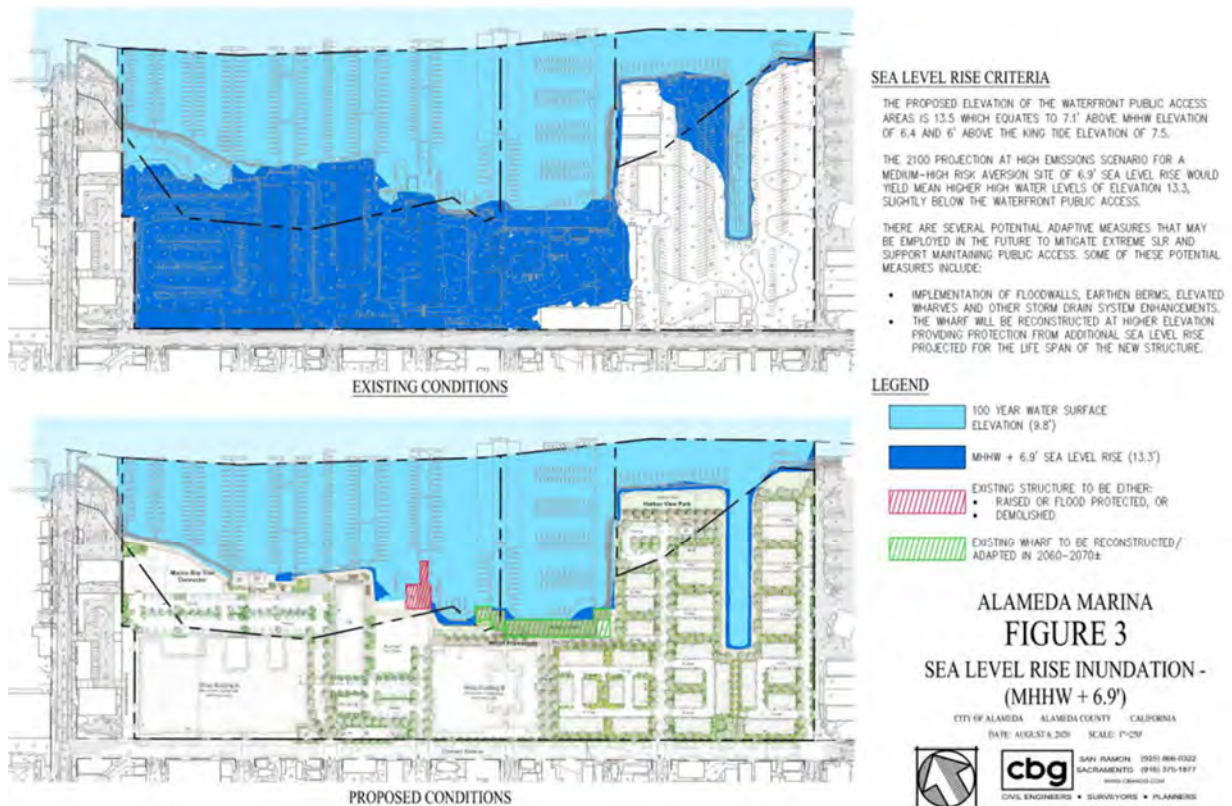 SEA LEVEL RISE CRITERIA
THE PROPOSED ELEVATION OF THE WATERFRONT PUBLIC ACCESS
AREAS IS 13.5 WHICH EQUATES TO 7.1' ABOVE MHHW ELEVATION
OF 6.4 AND 6' ABOVE THE KING TIDE ELEVATION OF 7.5.
THE 2100 PROJECTION AT HIGH EMISSIONS SCENARIO FOR A
MEDIUM-HIGH RISK AVERSION SITE OF 6.9' SEA LEVEL RISE WOULD
YIELD MEAN HIGHER HIGH WATER LEVELS OF ELEVATION 13.3,
SLIGHTLY BELOW THE WATERFRONT PUBLIC ACCESS.
THERE ARE SEVERAL POTENTIAL ADAPTIVE MEASURES THAT MAY
BE EMPLOYED IN THE FUTURE TO MITIGATE EXTREME SLR AND
SUPPORT MAINTAINING PUBLIC ACCESS. SOME OF THESE POTENTIAL
MEASURES INCLUDE:
• IMPLEMENTATION OF FLOODWALLS, EARTHEN BERMS, ELEVATED
WHARVES AND OTHER STORM DRAIN SYSTEM ENHANCEMENTS.
• THE WHARF WILL BE RECONSTRUCTED AT HIGHER ELEVATION
PROVIDING PROTECTION FROM ADDITIONAL SEA LEVEL RISE
PROJECTED FOR THE LIFE SPAN OF THE NEW STRUCTURE.
EXISTING CONDITIONS
LEGEND
100 YEAR WATER SURFACE
ELEVATION (9.8')
MHHW + 6.9' SEA LEVEL RISE (13.3')
EXISTING STRUCTURE TO BE EITHER:
• RAISED OR FLOOD PROTECTED, OR
• DEMOLISHED
EXISTING WHARF TO BE RECONSTRUCTED/
ADAPTED IN 2060-2070±
Harbor View Park
ALAMEDA MARINA
FIGURE 3
SEA LEVEL RISE INUNDATION -
(MHHW + 6.9')
CITY OF ALAMEDA ALAMEDA COUNTY CALIFORNIA
DATE: AUGUST 6, 2020 SCALE: 1"=250'
cbg
SAN RAMON (925) 866-0322
SACRAMENTO (916) 375-1877
CIVIL ENGINEERS • SURVEYORS • PLANNERS
PROPOSED CONDITIONS